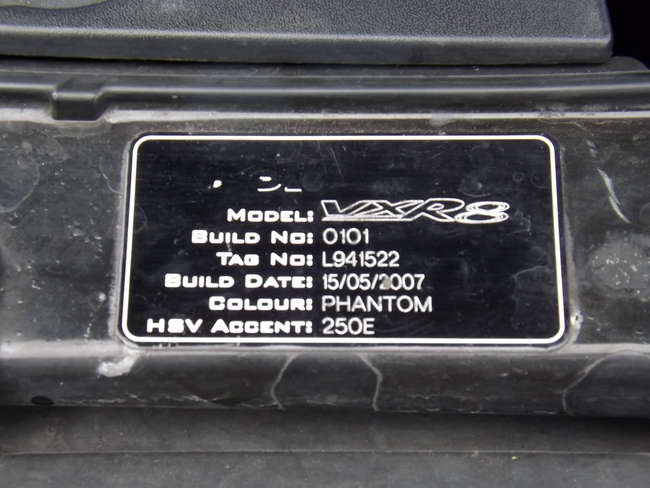 MODEL: VXR8
BUILD NO: 0101
TAG NO: L941522
BUILD DATE: 15/05/2007
COLOUR: PHANTOM
HSV ACCENT: 250E